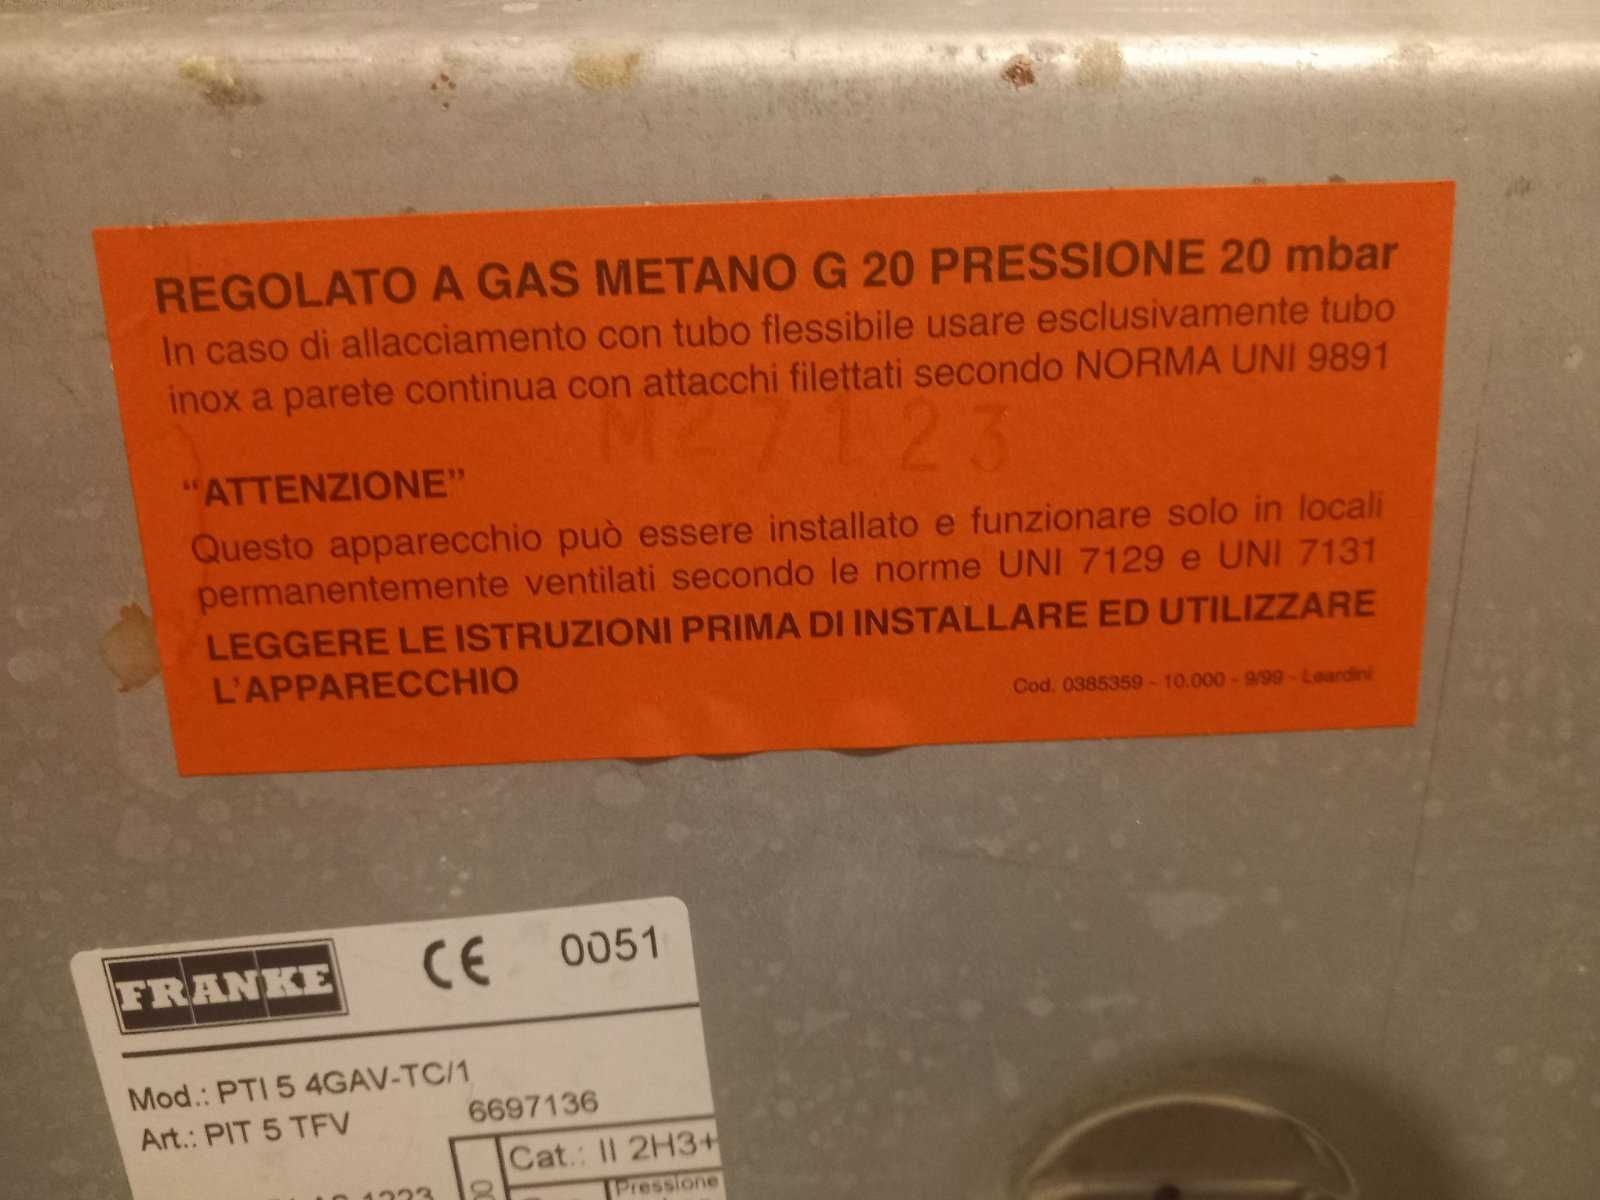 REGOLATO A GAS METANO G 20 PRESSIONE 20 mbar
In caso di allacciamento con tubo flessibile usare esclusivamente tubo
inox a parete continua con attacchi filettati secondo NORMA UNI 9891
M27123
"ATTENZIONE"
Questo apparecchio può essere installato e funzionare solo in locali
permanentemente ventilati secondo le norme UNI 7129 e UNI 7131
LEGGERE LE ISTRUZIONI PRIMA DI INSTALLARE ED UTILIZZARE
L'APPARECCHIO
Cod. 0385359 - 10.000 - 9/99 - Leardini
FRANKE CE 0051
Mod.: PTI 5 4GAV-TC/1
Art.: PIT 5 TFV 6697136
Cat.: II 2H3+
Pressione